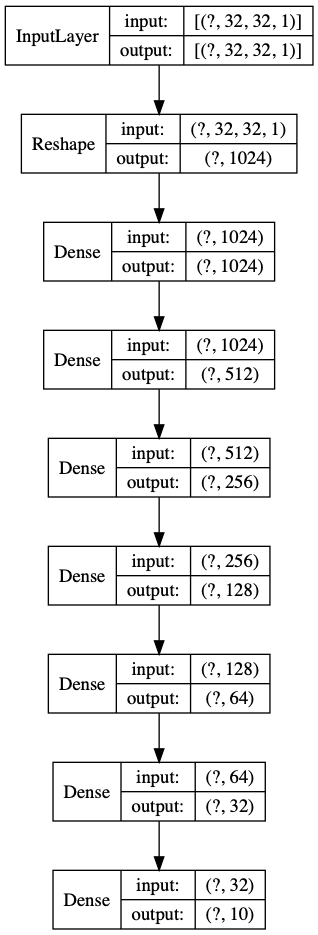 InputLayer
input: [(?, 32, 32, 1)]
output: [(?, 32, 32, 1)]
Reshape
input: (?, 32, 32, 1)
output: (?, 1024)
Dense
input: (?, 1024)
output: (?, 1024)
Dense
input: (?, 1024)
output: (?, 512)
Dense
input: (?, 512)
output: (?, 256)
Dense
input: (?, 256)
output: (?, 128)
Dense
input: (?, 128)
output: (?, 64)
Dense
input: (?, 64)
output: (?, 32)
Dense
input: (?, 32)
output: (?, 10)